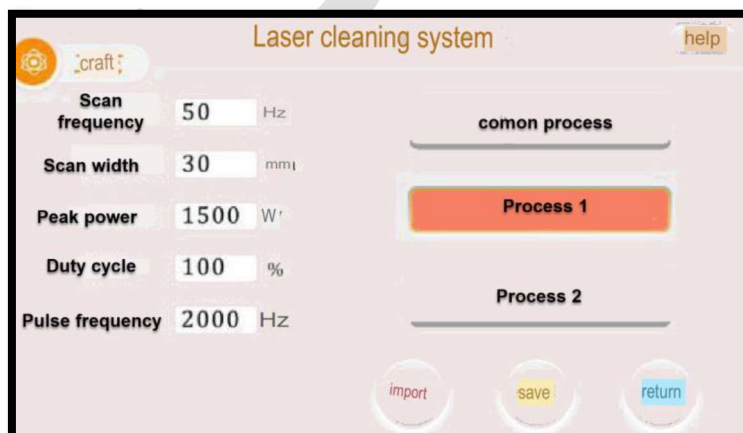 Laser cleaning system
help
craft
Scan frequency 50 Hz
Scan width 30 mm
Peak power 1500 W
Duty cycle 100 %
Pulse frequency 2000 Hz
comon process
Process 1
Process 2
import
save
return